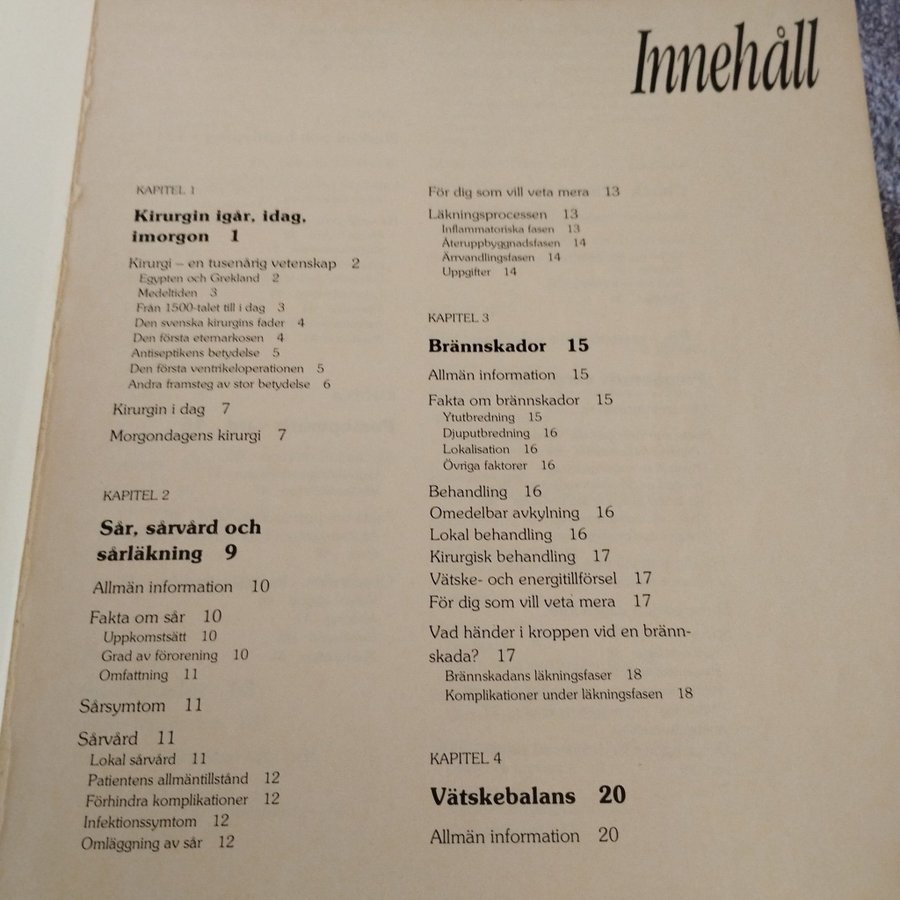 Innehåll
KAPITEL 1
Kirurgin igår, idag,
imorgon 1
Kirurgi – en tusenårig vetenskap 2
Egypten och Grekland 2
Medeltiden 3
Från 1500-talet till i dag 3
Den svenska kirurgins fader 4
Den första eternarkosen 4
Antiseptikens betydelse 5
Den första ventrikeloperationen 5
Andra framsteg av stor betydelse 6
Kirurgin i dag 7
Morgondagens kirurgi 7
KAPITEL 2
Sår, sårvård och
sårläkning 9
Allmän information 10
Fakta om sår 10
Uppkomstsätt 10
Grad av förorening 10
Omfattning 11
Sårsymtom 11
Sårvård 11
Lokal sårvård 11
Patientens allmäntillstånd 12
Förhindra komplikationer 12
Infektionssymtom 12
Omläggning av sår 12
För dig som vill veta mera 13
Läkningsprocessen 13
Inflammatoriska fasen 13
Återuppbyggnadsfasen 14
Ärrvandlingsfasen 14
Uppgifter 14
KAPITEL 3
Brännskador 15
Allmän information 15
Fakta om brännskador 15
Ytutbredning 15
Djuputbredning 16
Lokalisation 16
Övriga faktorer 16
Behandling 16
Omedelbar avkylning 16
Lokal behandling 16
Kirurgisk behandling 17
Vätske- och energitillförsel 17
För dig som vill veta mera 17
Vad händer i kroppen vid en bränn-
skada? 17
Brännskadans läkningsfaser 18
Komplikationer under läkningsfasen 18
KAPITEL 4
Vätskebalans 20
Allmän information 20